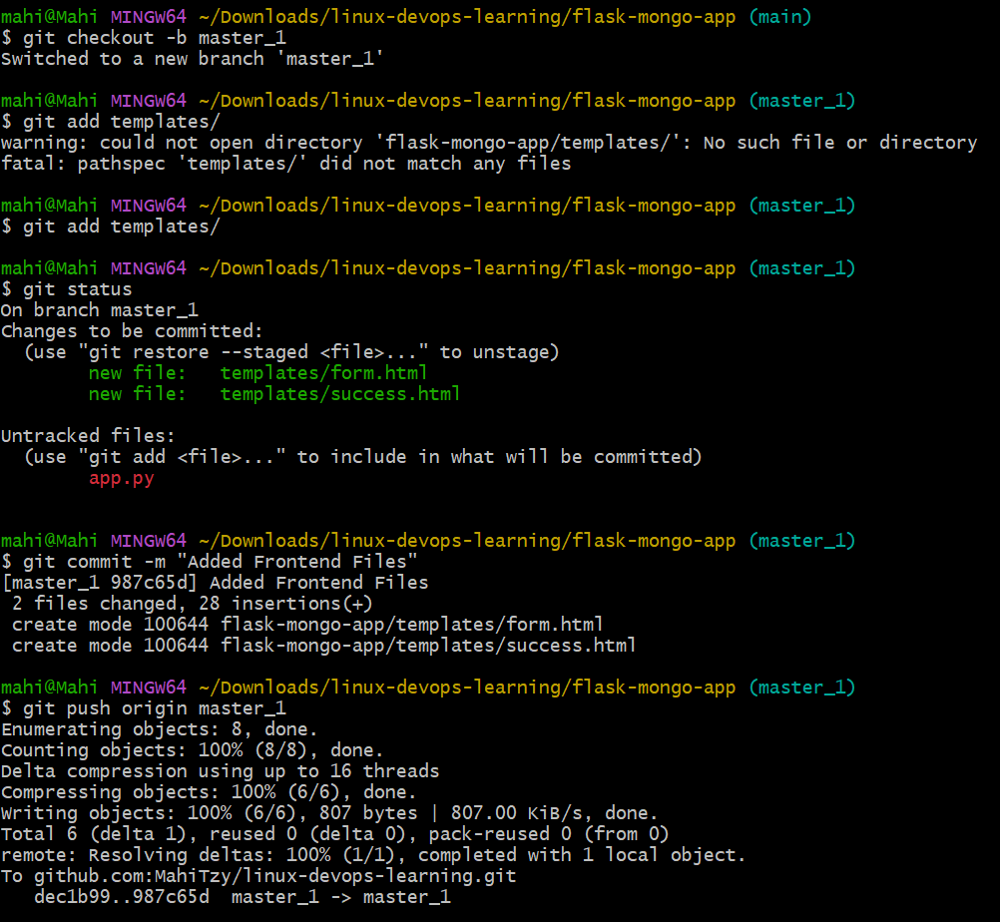 mahi@Mahi MINGW64 ~/Downloads/linux-devops-learning/flask-mongo-app (main)
$ git checkout -b master_1
Switched to a new branch 'master_1'

mahi@Mahi MINGW64 ~/Downloads/linux-devops-learning/flask-mongo-app (master_1)
$ git add templates/
warning: could not open directory 'flask-mongo-app/templates/': No such file or directory
fatal: pathspec 'templates/' did not match any files

mahi@Mahi MINGW64 ~/Downloads/linux-devops-learning/flask-mongo-app (master_1)
$ git add templates/

mahi@Mahi MINGW64 ~/Downloads/linux-devops-learning/flask-mongo-app (master_1)
$ git status
On branch master_1
Changes to be committed:
  (use "git restore --staged <file>..." to unstage)
        new file:   templates/form.html
        new file:   templates/success.html

Untracked files:
  (use "git add <file>..." to include in what will be committed)
        app.py

mahi@Mahi MINGW64 ~/Downloads/linux-devops-learning/flask-mongo-app (master_1)
$ git commit -m "Added Frontend Files"
[master_1 987c65d] Added Frontend Files
 2 files changed, 28 insertions(+)
 create mode 100644 flask-mongo-app/templates/form.html
 create mode 100644 flask-mongo-app/templates/success.html

mahi@Mahi MINGW64 ~/Downloads/linux-devops-learning/flask-mongo-app (master_1)
$ git push origin master_1
Enumerating objects: 8, done.
Counting objects: 100% (8/8), done.
Delta compression using up to 16 threads
Compressing objects: 100% (6/6), done.
Writing objects: 100% (6/6), 807 bytes | 807.00 KiB/s, done.
Total 6 (delta 1), reused 0 (delta 0), pack-reused 0 (from 0)
remote: Resolving deltas: 100% (1/1), completed with 1 local object.
To github.com:MahiTzy/linux-devops-learning.git
   dec1b99..987c65d  master_1 -> master_1